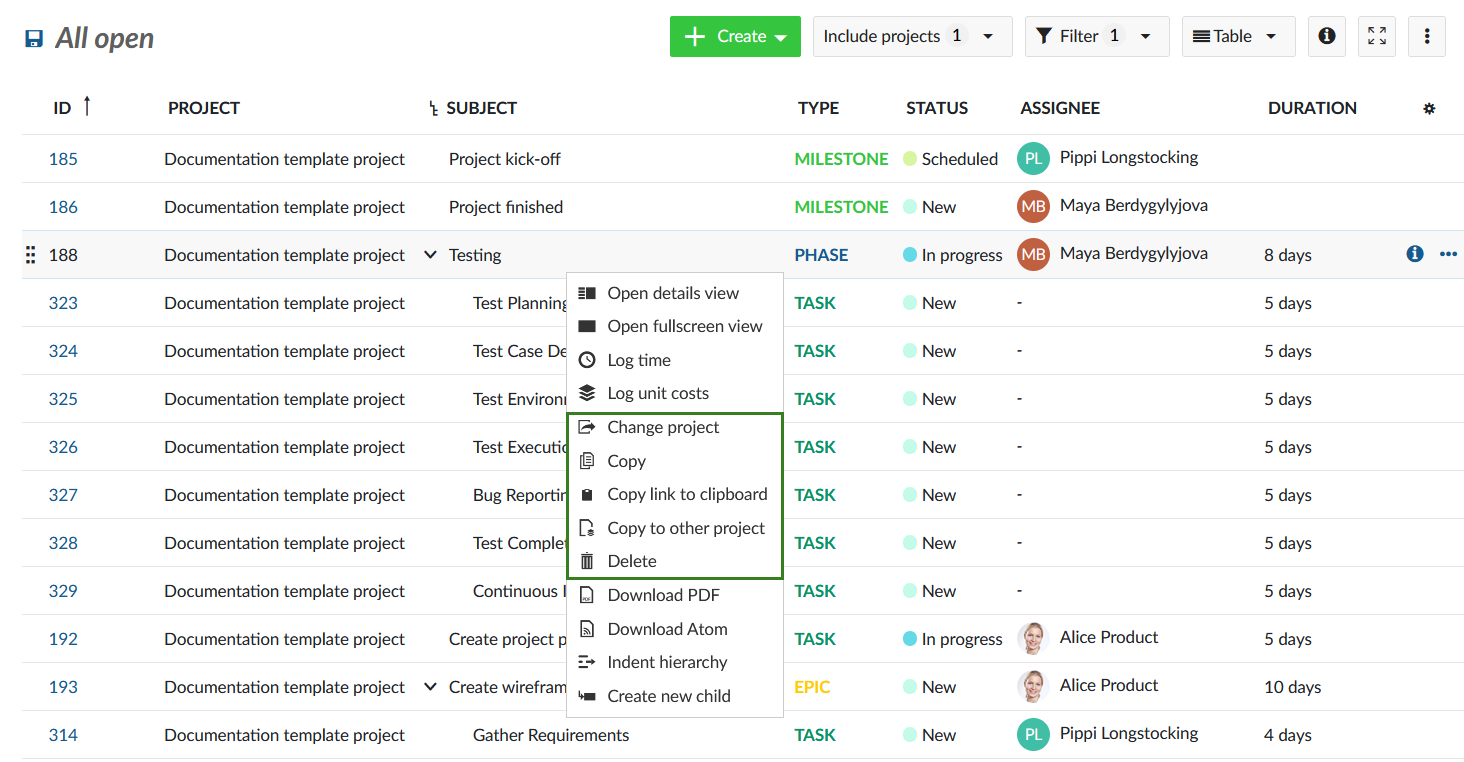 All open
Create
Include projects 1
Filter 1
Table
ID PROJECT SUBJECT TYPE STATUS ASSIGNEE DURATION
185 Documentation template project Project kick-off MILESTONE Scheduled PL Pippi Longstocking
186 Documentation template project Project finished MILESTONE New MB Maya Berdygylyjova
188 Documentation template project Testing PHASE In progress MB Maya Berdygylyjova 8 days
323 Documentation template project Test Planning TASK New - 5 days
324 Documentation template project Test Case De TASK New - 5 days
325 Documentation template project Test Environ TASK New - 5 days
326 Documentation template project Test Executio TASK New - 5 days
327 Documentation template project Bug Reportin TASK New - 5 days
328 Documentation template project Test Complet TASK New - 5 days
329 Documentation template project Continuous TASK New - 5 days
192 Documentation template project Create project p TASK In progress Alice Product 5 days
193 Documentation template project Create wirefram EPIC New Alice Product 10 days
314 Documentation template project Gather Requirements TASK New PL Pippi Longstocking 4 days
Open details view
Open fullscreen view
Log time
Log unit costs
Change project
Copy
Copy link to clipboard
Copy to other project
Delete
Download PDF
Download Atom
Indent hierarchy
Create new child